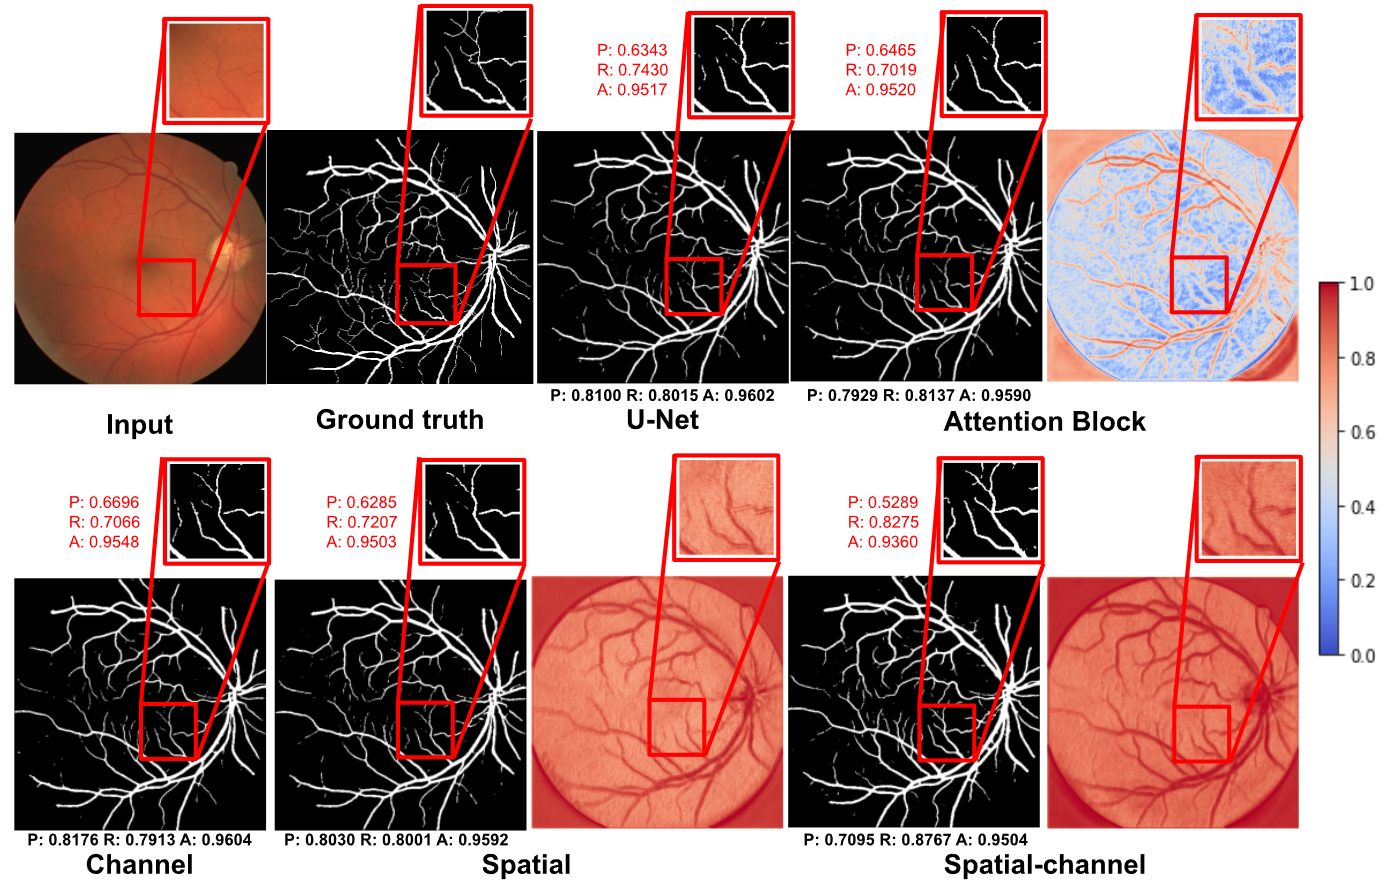 P: 0.6343
R: 0.7430
A: 0.9517
P: 0.6465
R: 0.7019
A: 0.9520
P: 0.8100 R: 0.8015 A: 0.9602
P: 0.7929 R: 0.8137 A: 0.9590
Input
Ground truth
U-Net
Attention Block
1.0
0.8
0.6
0.4
0.2
0.0
P: 0.6696
R: 0.7066
A: 0.9548
P: 0.6285
R: 0.7207
A: 0.9503
P: 0.5289
R: 0.8275
A: 0.9360
P: 0.8176 R: 0.7913 A: 0.9604
P: 0.8030 R: 0.8001 A: 0.9592
P: 0.7095 R: 0.8767 A: 0.9504
Channel
Spatial
Spatial-channel